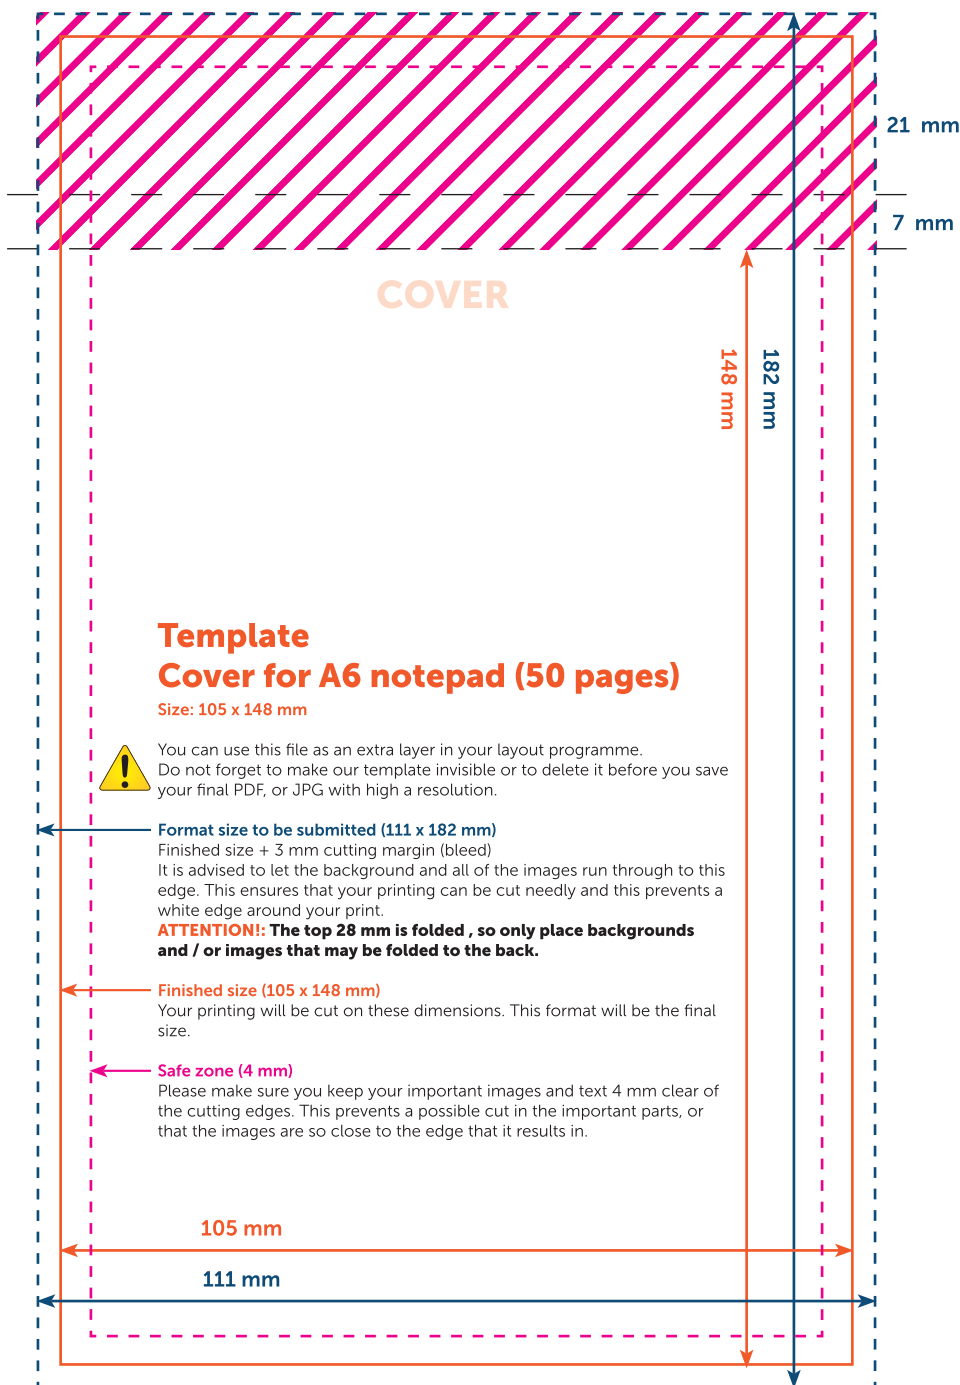 21 mm
7 mm
COVER
148 mm
182 mm
Template
Cover for A6 notepad (50 pages)
Size: 105 x 148 mm
You can use this file as an extra layer in your layout programme.
Do not forget to make our template invisible or to delete it before you save
your final PDF, or JPG with high a resolution.
Format size to be submitted (111 x 182 mm)
Finished size + 3 mm cutting margin (bleed)
It is advised to let the background and all of the images run through to this
edge. This ensures that your printing can be cut needly and this prevents a
white edge around your print.
ATTENTION!: The top 28 mm is folded , so only place backgrounds
and / or images that may be folded to the back.
Finished size (105 x 148 mm)
Your printing will be cut on these dimensions. This format will be the final
size.
Safe zone (4 mm)
Please make sure you keep your important images and text 4 mm clear of
the cutting edges. This prevents a possible cut in the important parts, or
that the images are so close to the edge that it results in.
105 mm
111 mm